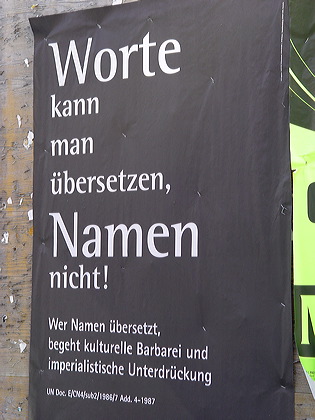 Worte
kann
man
übersetzen,
Namen
nicht!
Wer Namen übersetzt,
begeht kulturelle Barbarei und
imperialistische Unterdrückung
UN Doc. E/CN4/sub2/1986/7 Add. 4-1987